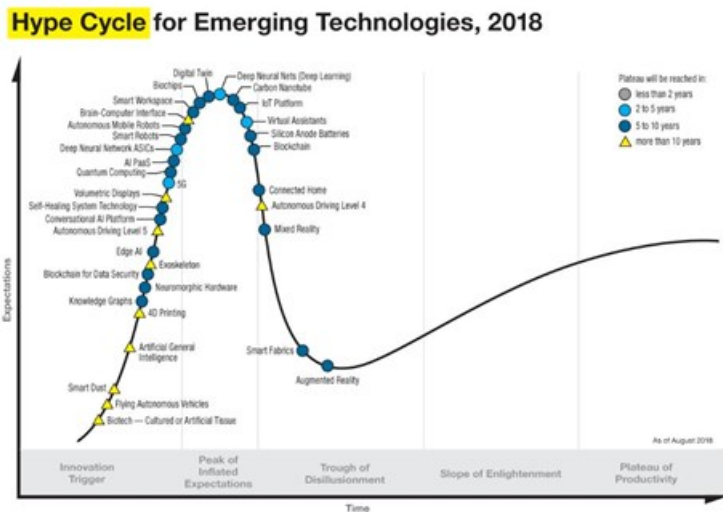 Hype Cycle for Emerging Technologies, 2018
Plateau will be reached in:
less than 2 years
2 to 5 years
5 to 10 years
more than 10 years
Digital Twin
Biochips
Smart Workspace
Brain-Computer Interface
Autonomous Mobile Robots
Smart Robots
Deep Neural Network ASICs
AI PaaS
Quantum Computing
5G
Volumetric Displays
Self-Healing System Technology
Conversational AI Platform
Autonomous Driving Level 5
Edge AI
Exoskeleton
Blockchain for Data Security
Neuromorphic Hardware
Knowledge Graphs
4D Printing
Artificial General
Intelligence
Smart Dust
Flying Autonomous Vehicles
Biotech — Cultured or Artificial Tissue
Deep Neural Nets (Deep Learning)
Carbon Nanotube
IoT Platform
Virtual Assistants
Silicon Anode Batteries
Blockchain
Connected Home
Autonomous Driving Level 4
Mixed Reality
Smart Fabrics
Augmented Reality
Expectations
As of August 2018
Innovation
Trigger
Peak of
Inflated
Expectations
Trough of
Disillusionment
Slope of Enlightenment
Plateau of
Productivity
Time